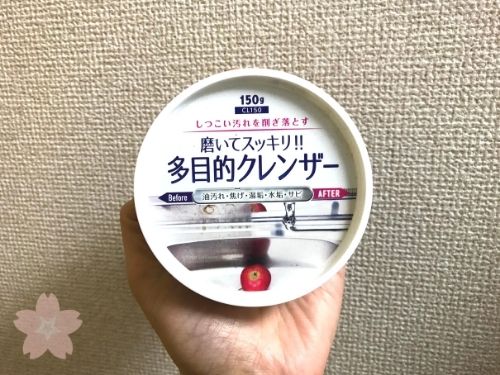 150g
CL150
しつこい汚れを削ぎ落とす
磨いてスッキリ!!
多目的クレンザー
Before 油汚れ・焦げ・湯垢・水垢・サビ AFTER